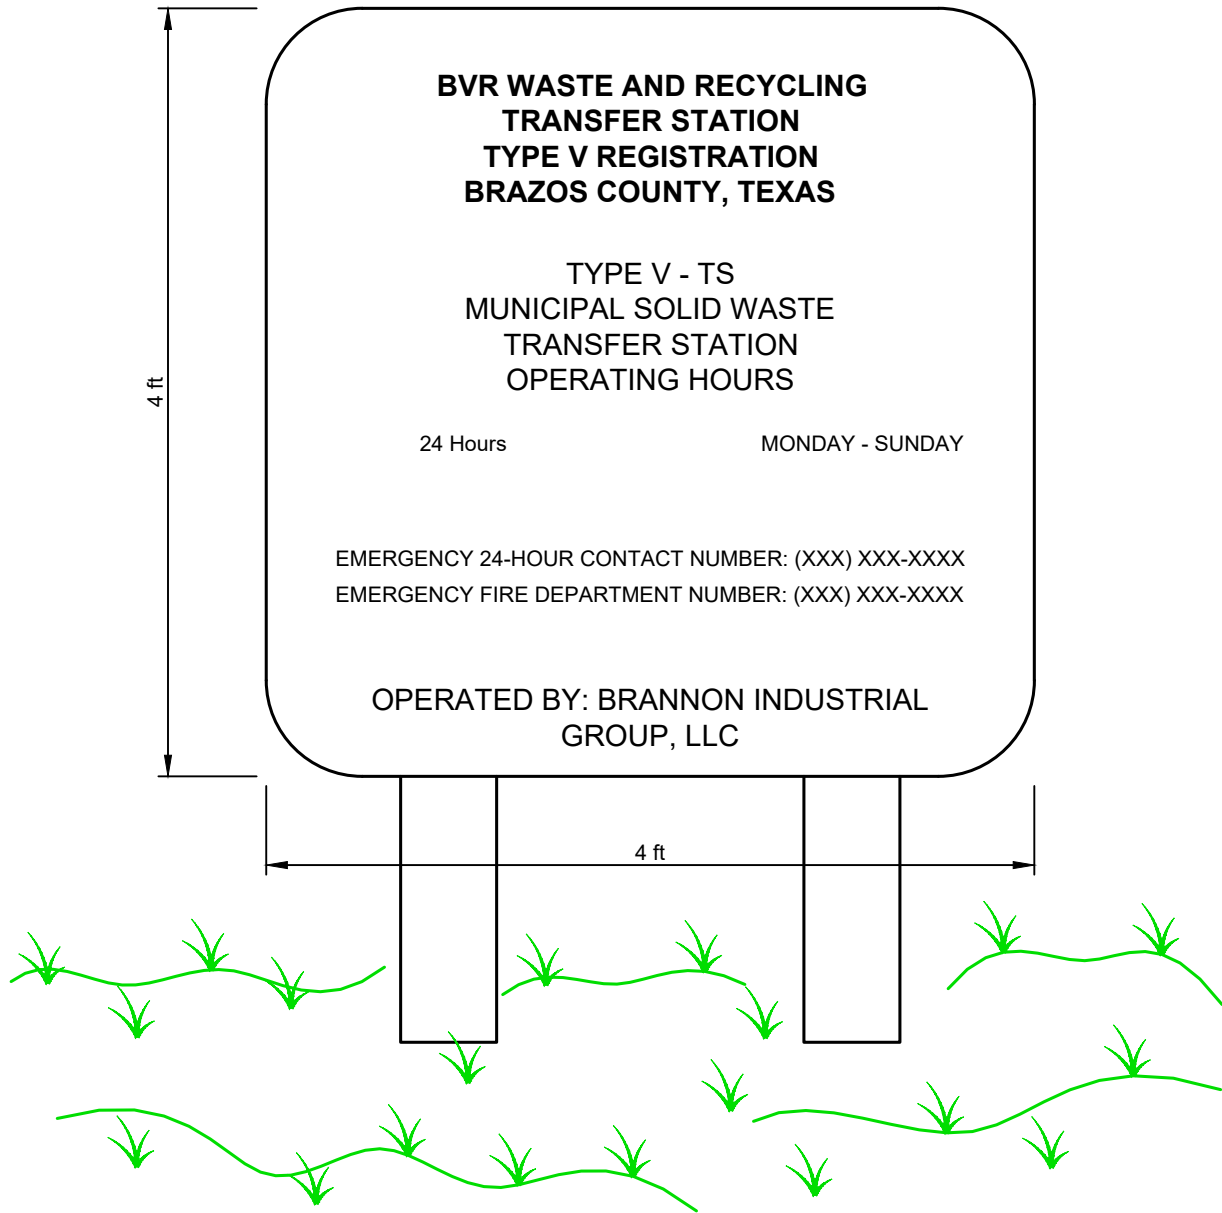 BVR WASTE AND RECYCLING
TRANSFER STATION
TYPE V REGISTRATION
BRAZOS COUNTY, TEXAS
TYPE V - TS
MUNICIPAL SOLID WASTE
TRANSFER STATION
OPERATING HOURS
4 ft
24 Hours MONDAY - SUNDAY
EMERGENCY 24-HOUR CONTACT NUMBER: (XXX) XXX-XXXX
EMERGENCY FIRE DEPARTMENT NUMBER: (XXX) XXX-XXXX
OPERATED BY: BRANNON INDUSTRIAL
GROUP, LLC
4 ft